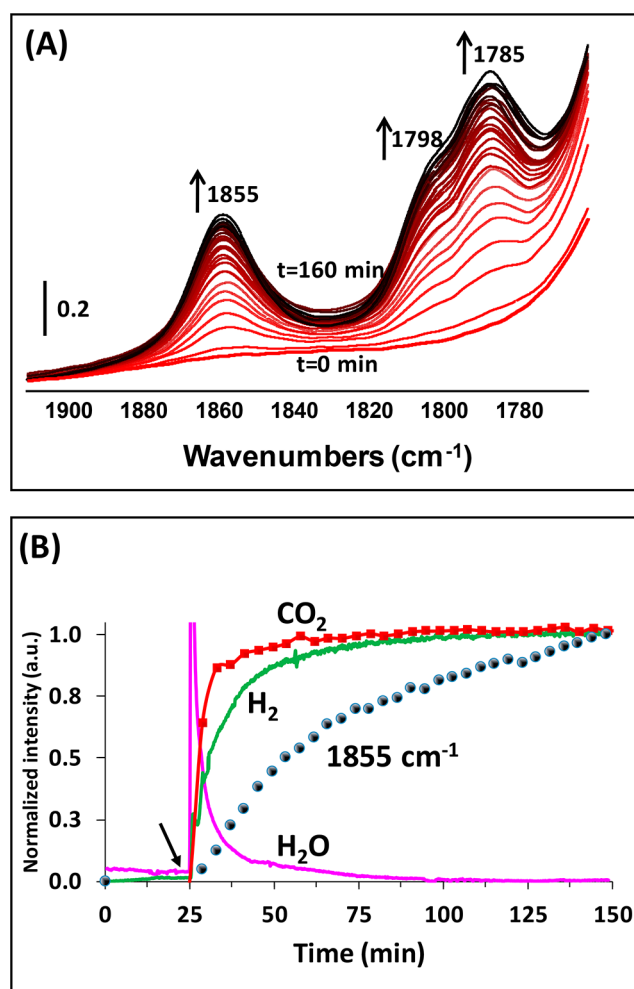 (A)
1785
1798
1855
t=160 min
0.2
t=0 min
1900 1880 1860 1840 1820 1800 1780
Wavenumbers (cm⁻¹)
(B)
CO₂
1.0
0.8
H₂
0.5
1855 cm⁻¹
0.3
H₂O
0.0
Normalized intensity (a.u.)
0 25 50 75 100 125 150
Time (min)